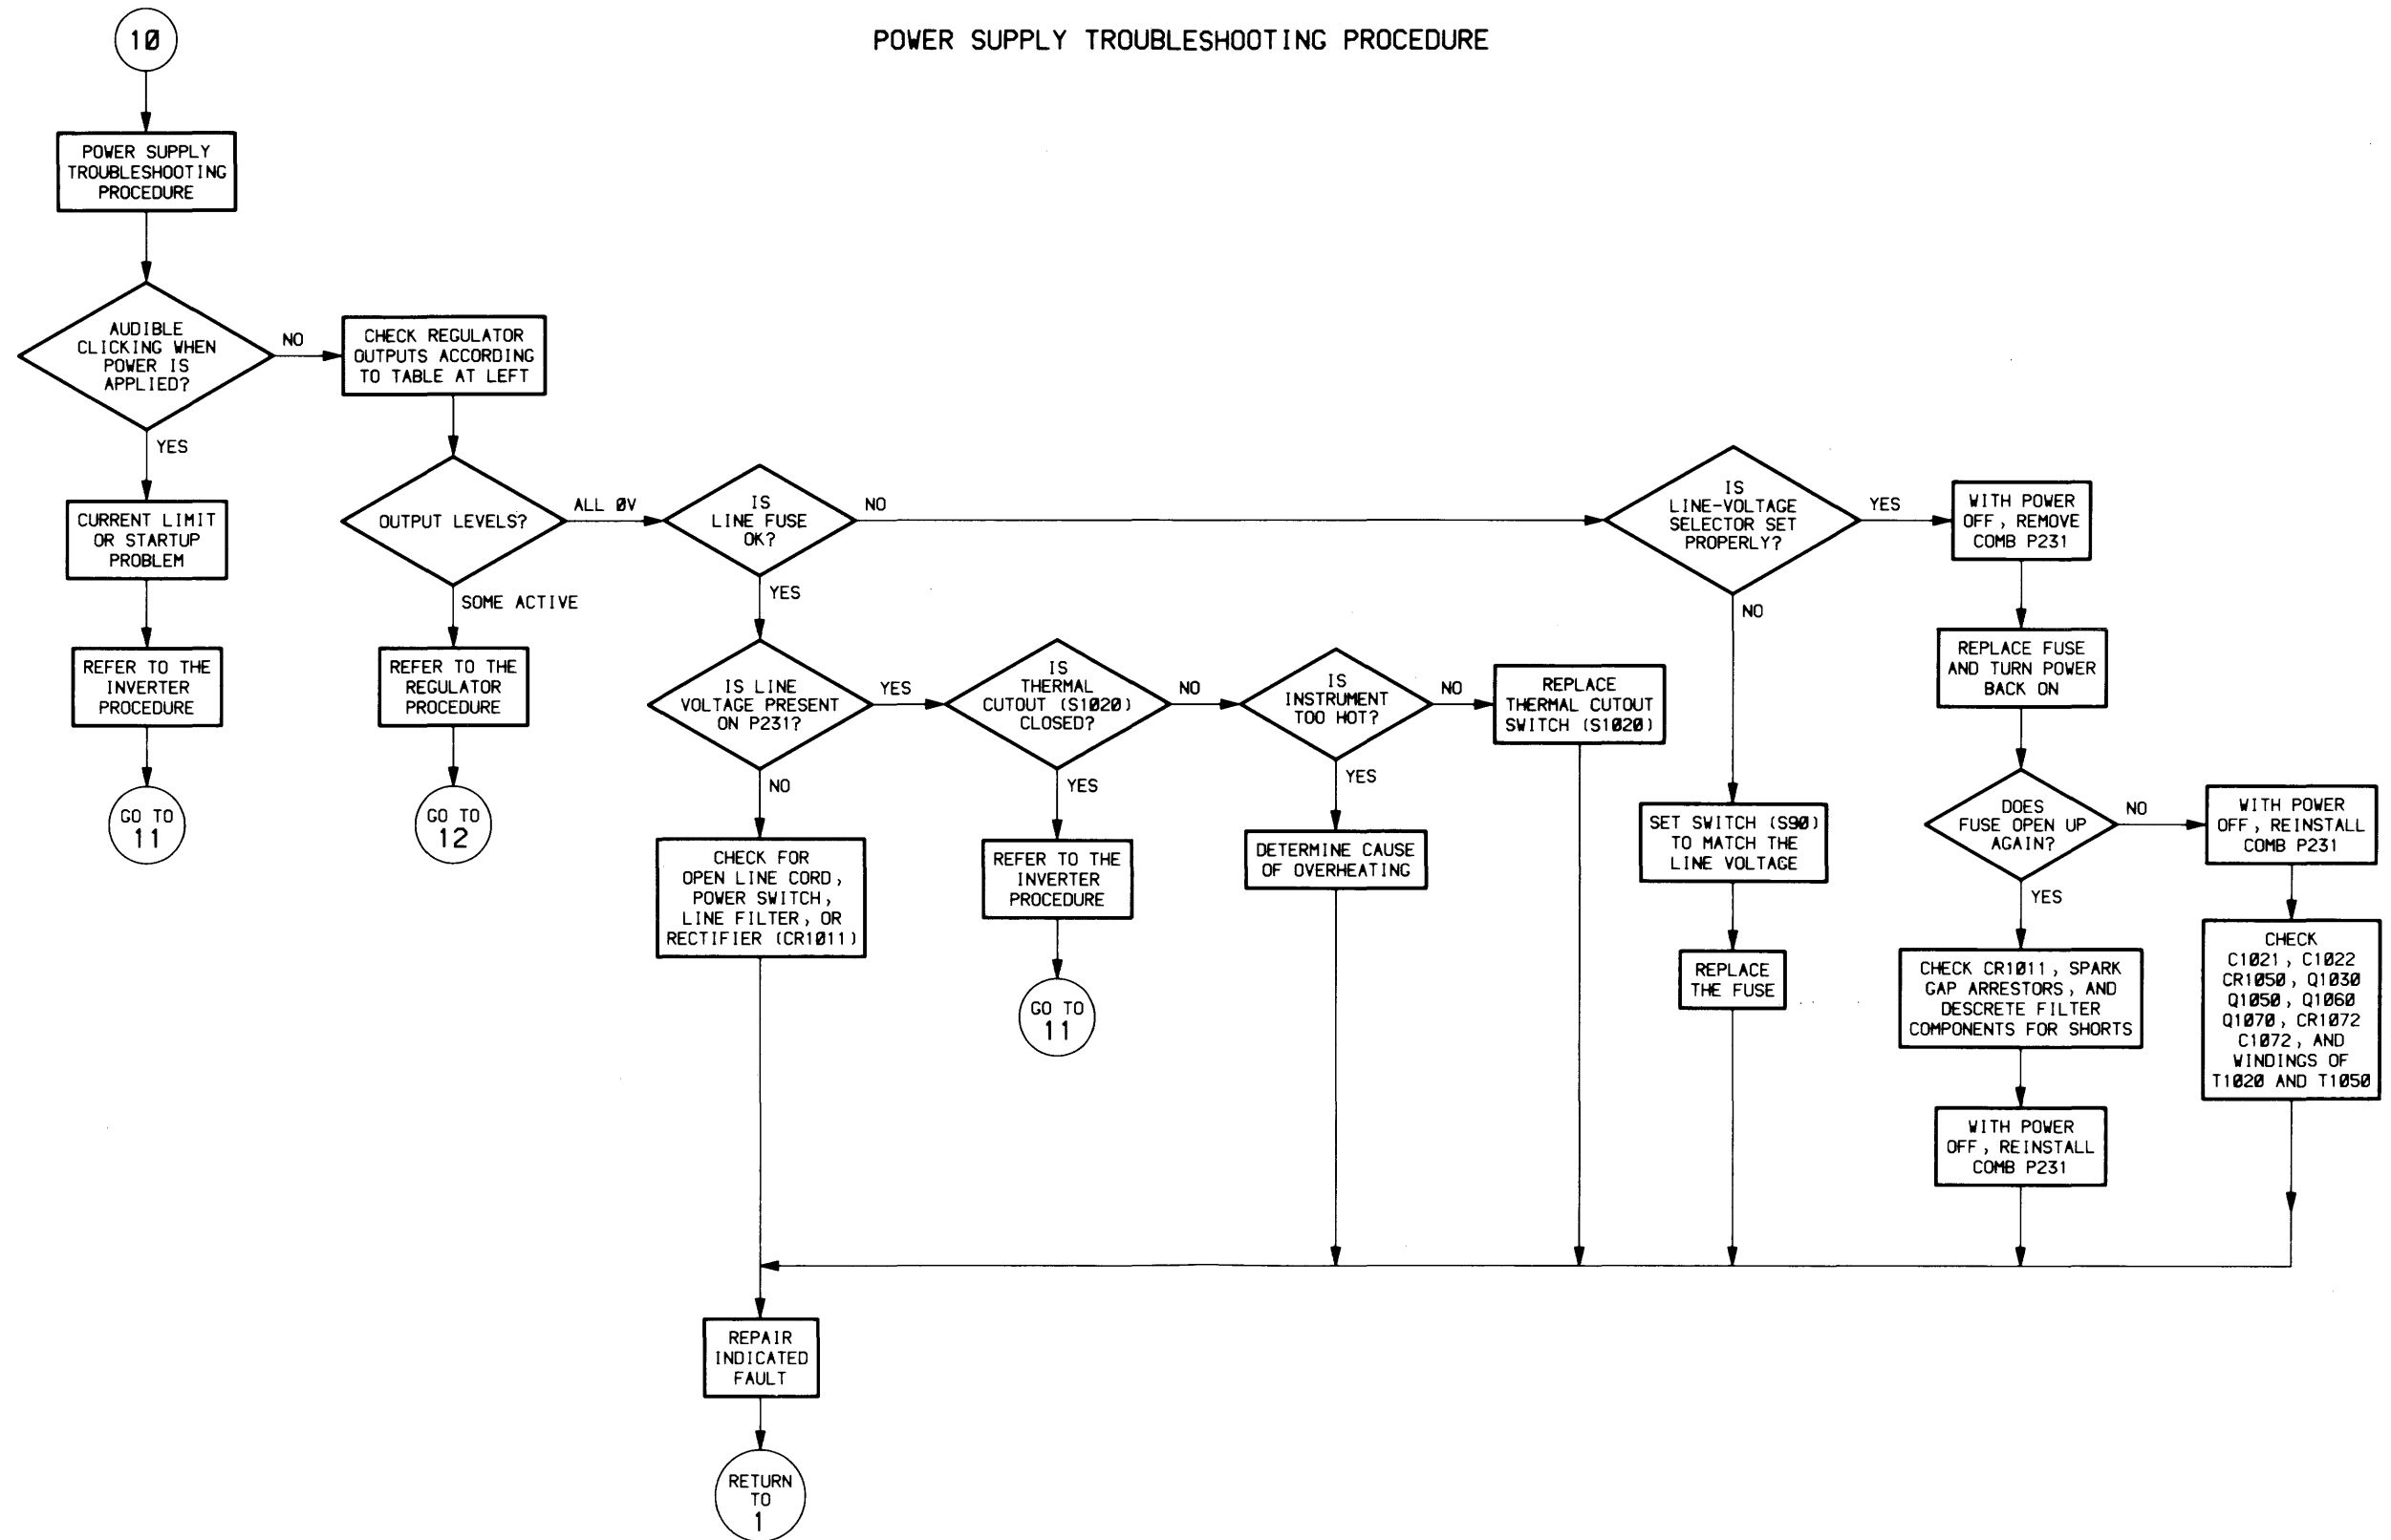 10
POWER SUPPLY TROUBLESHOOTING PROCEDURE
POWER SUPPLY
TROUBLESHOOTING
PROCEDURE
AUDIBLE
CLICKING WHEN
POWER IS
APPLIED?
NO
YES
CHECK REGULATOR
OUTPUTS ACCORDING
TO TABLE AT LEFT
CURRENT LIMIT
OR STARTUP
PROBLEM
REFER TO THE
INVERTER
PROCEDURE
GO TO
11
OUTPUT LEVELS?
ALL 0V
SOME ACTIVE
REFER TO THE
REGULATOR
PROCEDURE
GO TO
12
IS
LINE FUSE
OK?
NO
YES
IS LINE
VOLTAGE PRESENT
ON P231?
YES
NO
CHECK FOR
OPEN LINE CORD,
POWER SWITCH,
LINE FILTER, OR
RECTIFIER (CR1011)
IS
THERMAL
CUTOUT (S1020)
CLOSED?
NO
YES
REFER TO THE
INVERTER
PROCEDURE
GO TO
11
IS
INSTRUMENT
TOO HOT?
NO
YES
DETERMINE CAUSE
OF OVERHEATING
REPLACE
THERMAL CUTOUT
SWITCH (S1020)
IS
LINE-VOLTAGE
SELECTOR SET
PROPERLY?
YES
NO
SET SWITCH (S90)
TO MATCH THE
LINE VOLTAGE
REPLACE
THE FUSE
WITH POWER
OFF, REMOVE
COMB P231
REPLACE FUSE
AND TURN POWER
BACK ON
DOES
FUSE OPEN UP
AGAIN?
NO
YES
CHECK CR1011, SPARK
GAP ARRESTORS, AND
DESCRETE FILTER
COMPONENTS FOR SHORTS
WITH POWER
OFF, REINSTALL
COMB P231
WITH POWER
OFF, REINSTALL
COMB P231
CHECK
C1021, C1022
CR1050, Q1030
Q1050, Q1060
Q1070, CR1072
C1072, AND
WINDINGS OF
T1020 AND T1050
REPAIR
INDICATED
FAULT
RETURN
TO
1